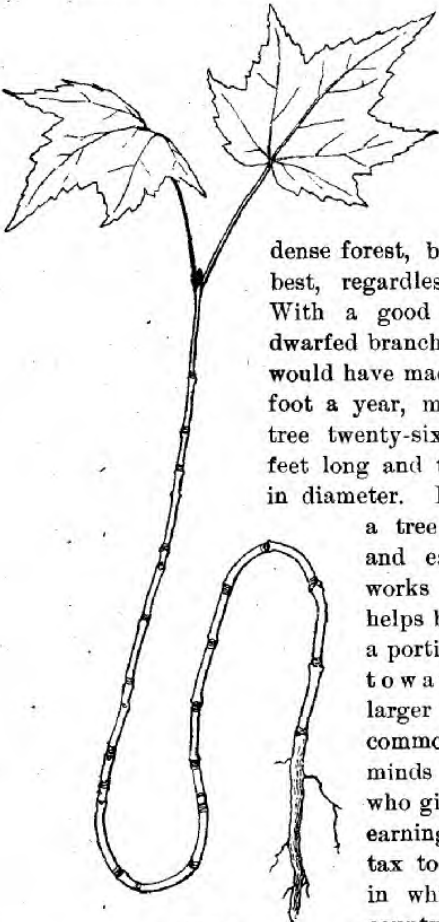 dense forest, b
best, regardles
With a good
dwarfed branch
would have mad
foot a year, m
tree twenty-six
feet long and t
in diameter.
a tree
and ea
works
helps b
a porti
towa
larger
commo
minds
who gi
earning
tax to
in wh